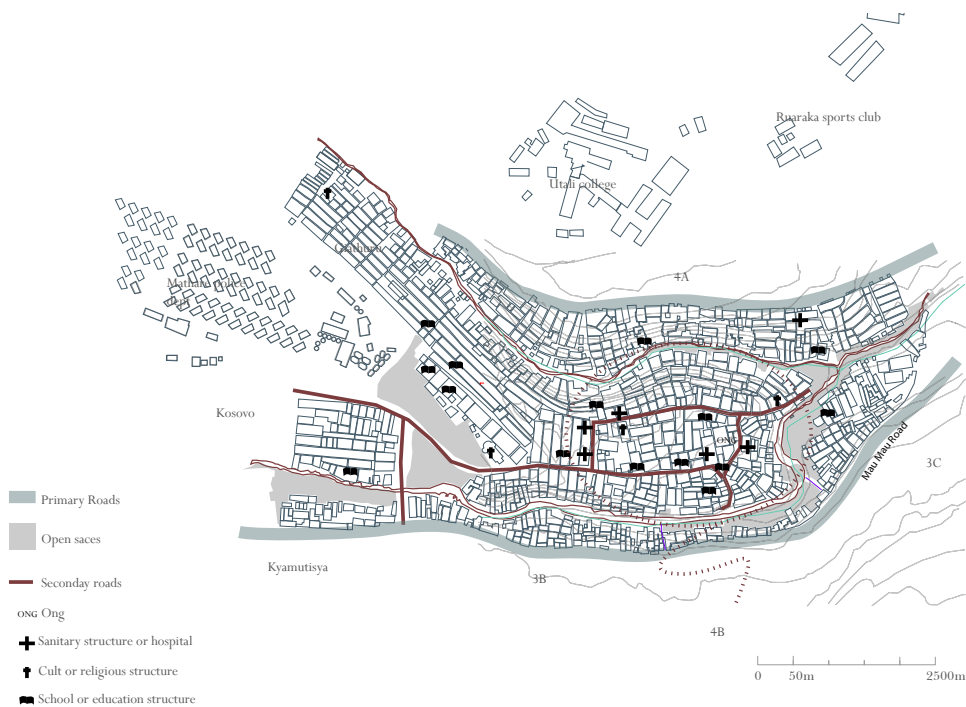 Ruaraka sports club
Utali college
Giathuru
Mathare police
4A
Kosovo
ONG
Mau Mau Road
3C
Primary Roads
Open saces
Kyamutisya
3B
Seconday roads
ONG Ong
4B
Sanitary structure or hospital
Cult or religious structure
School or education structure
0 50m 2500m